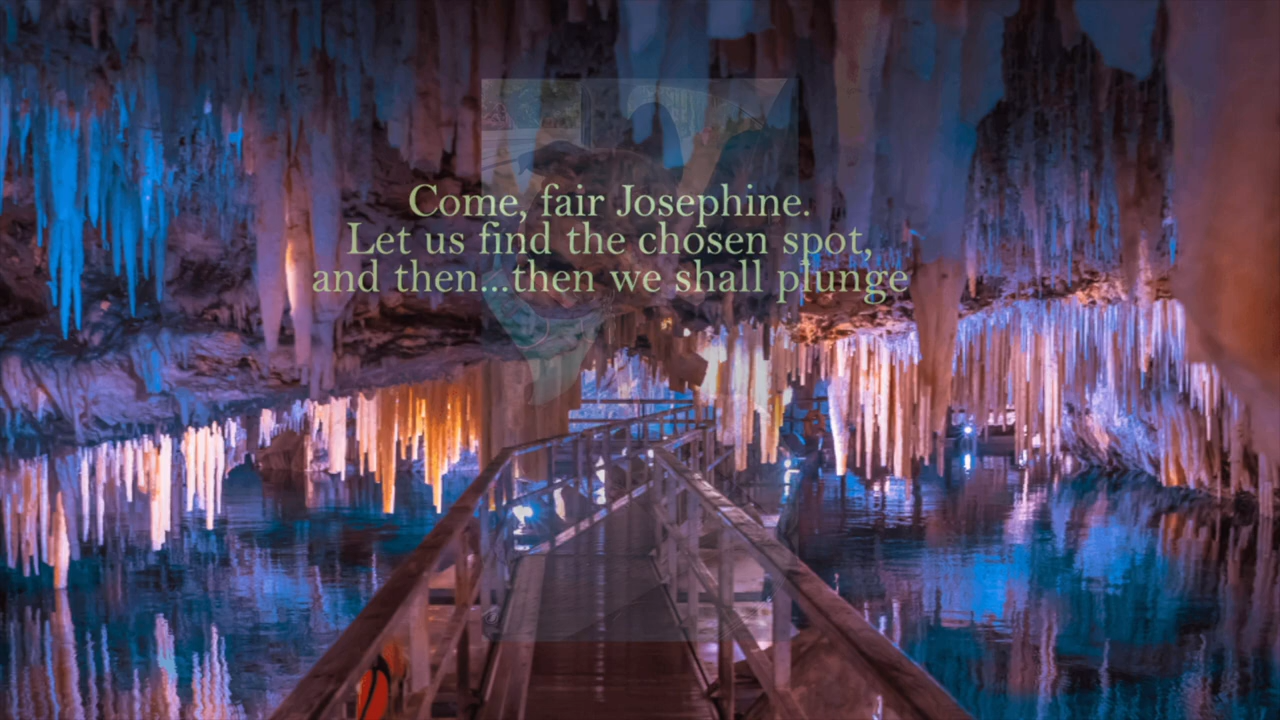 Come, fair Josephine.
Let us find the chosen spot,
and then...then we shall plunge